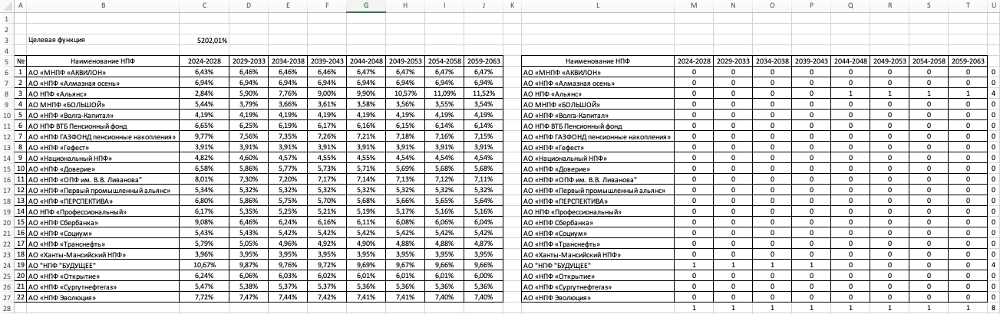 A B C D E F G H I J K L M N O P Q R S T U
1
2
3 Целевая функция 5202,01%
4
5 № Наименование НПФ 2024-2028 2029-2033 2034-2038 2039-2043 2044-2048 2049-2053 2054-2058 2059-2063 Наименование НПФ 2024-2028 2029-2033 2034-2038 2039-2043 2044-2048 2049-2053 2054-2058 2059-2063
6 1 АО «МНПФ «АКВИЛОН» 6,43% 6,46% 6,46% 6,46% 6,47% 6,47% 6,47% 6,47% АО «МНПФ «АКВИЛОН» 0 0 0 0 0 0 0 0 0
7 2 АО «НПФ «Алмазная осень» 6,94% 6,94% 6,94% 6,94% 6,94% 6,94% 6,94% 6,94% АО «НПФ «Алмазная осень» 0 0 0 0 0 0 0 0 0
8 3 АО НПФ «Альянс» 2,84% 5,90% 7,76% 9,00% 9,90% 10,57% 11,09% 11,52% АО НПФ «Альянс» 0 0 0 0 1 1 1 1 4
9 4 АО МНПФ «БОЛЬШОЙ» 5,44% 3,79% 3,66% 3,61% 3,58% 3,56% 3,55% 3,54% АО МНПФ «БОЛЬШОЙ» 0 0 0 0 0 0 0 0 0
10 5 АО «НПФ «Волга-Капитал» 4,19% 4,19% 4,19% 4,19% 4,19% 4,19% 4,19% 4,19% АО «НПФ «Волга-Капитал» 0 0 0 0 0 0 0 0 0
11 6 АО НПФ ВТБ Пенсионный фонд 6,65% 6,25% 6,19% 6,17% 6,16% 6,15% 6,14% 6,14% АО НПФ ВТБ Пенсионный фонд 0 0 0 0 0 0 0 0 0
12 7 АО «НПФ ГАЗФОНД пенсионные накопления» 9,77% 7,56% 7,35% 7,26% 7,21% 7,18% 7,16% 7,15% АО «НПФ ГАЗФОНД пенсионные накопления» 0 0 0 0 0 0 0 0 0
13 8 АО «НПФ «Гефест» 3,91% 3,91% 3,91% 3,91% 3,91% 3,91% 3,91% 3,91% АО «НПФ «Гефест» 0 0 0 0 0 0 0 0 0
14 9 АО «Национальный НПФ» 4,82% 4,60% 4,57% 4,55% 4,55% 4,54% 4,54% 4,54% АО «Национальный НПФ» 0 0 0 0 0 0 0 0 0
15 10 АО «НПФ «Доверие» 6,58% 5,86% 5,77% 5,73% 5,71% 5,69% 5,68% 5,68% АО «НПФ «Доверие» 0 0 0 0 0 0 0 0 0
16 11 АО «НПФ «ОПФ им. В.В. Ливанова" 8,01% 7,30% 7,20% 7,17% 7,14% 7,13% 7,12% 7,11% АО «НПФ «ОПФ им. В.В. Ливанова" 0 0 0 0 0 0 0 0 0
17 12 АО «НПФ «Первый промышленный альянс» 5,34% 5,32% 5,32% 5,32% 5,32% 5,32% 5,32% 5,32% АО «НПФ «Первый промышленный альянс» 0 0 0 0 0 0 0 0 0
18 13 АО «НПФ «ПЕРСПЕКТИВА» 6,80% 5,86% 5,75% 5,70% 5,68% 5,66% 5,65% 5,64% АО «НПФ «ПЕРСПЕКТИВА» 0 0 0 0 0 0 0 0 0
19 14 АО НПФ «Профессиональный» 6,17% 5,35% 5,25% 5,21% 5,19% 5,17% 5,16% 5,16% АО НПФ «Профессиональный» 0 0 0 0 0 0 0 0 0
20 15 АО «НПФ Сбербанка» 9,08% 6,46% 6,24% 6,16% 6,11% 6,08% 6,06% 6,04% АО «НПФ Сбербанка» 0 0 0 0 0 0 0 0 0
21 16 АО «НПФ «Социум» 5,43% 5,43% 5,42% 5,42% 5,42% 5,42% 5,42% 5,42% АО «НПФ «Социум» 0 0 0 0 0 0 0 0 0
22 17 АО «НПФ «Транснефть» 5,79% 5,05% 4,96% 4,92% 4,90% 4,88% 4,88% 4,87% АО «НПФ «Транснефть» 0 0 0 0 0 0 0 0 0
23 18 АО «Ханты-Мансийский НПФ» 3,96% 3,95% 3,95% 3,95% 3,95% 3,95% 3,95% 3,95% АО «Ханты-Мансийский НПФ» 0 0 0 0 0 0 0 0 0
24 19 АО "НПФ "БУДУЩЕЕ" 10,67% 9,87% 9,76% 9,72% 9,69% 9,67% 9,66% 9,66% АО "НПФ "БУДУЩЕЕ" 1 1 1 1 0 0 0 0 4
25 20 АО «НПФ «Открытие» 6,24% 6,06% 6,03% 6,02% 6,01% 6,01% 6,01% 6,00% АО «НПФ «Открытие» 0 0 0 0 0 0 0 0 0
26 21 АО «НПФ «Сургутнефтегаз» 5,47% 5,38% 5,37% 5,37% 5,36% 5,36% 5,36% 5,36% АО «НПФ «Сургутнефтегаз» 0 0 0 0 0 0 0 0 0
27 22 АО «НПФ Эволюция» 7,72% 7,47% 7,44% 7,42% 7,41% 7,41% 7,40% 7,40% АО «НПФ Эволюция» 0 0 0 0 0 0 0 0 0
28 1 1 1 1 1 1 1 1 8